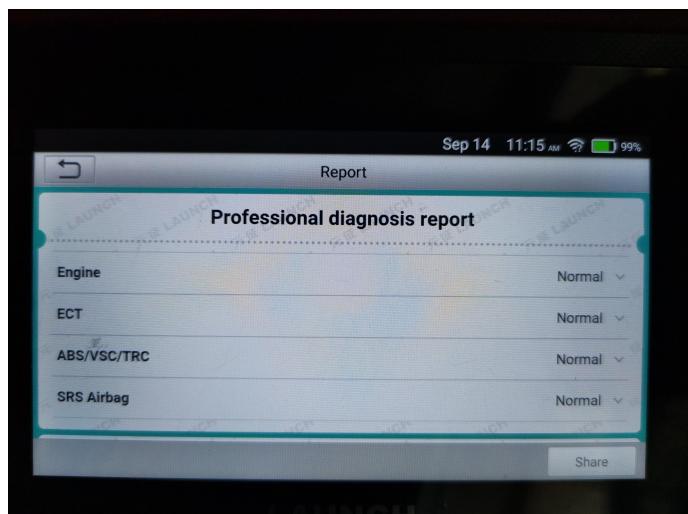 Sep 14 11:15 AM 99%
Report
Professional diagnosis report
Engine Normal
ECT Normal
ABS/VSC/TRC Normal
SRS Airbag Normal
Share
LAUNCH